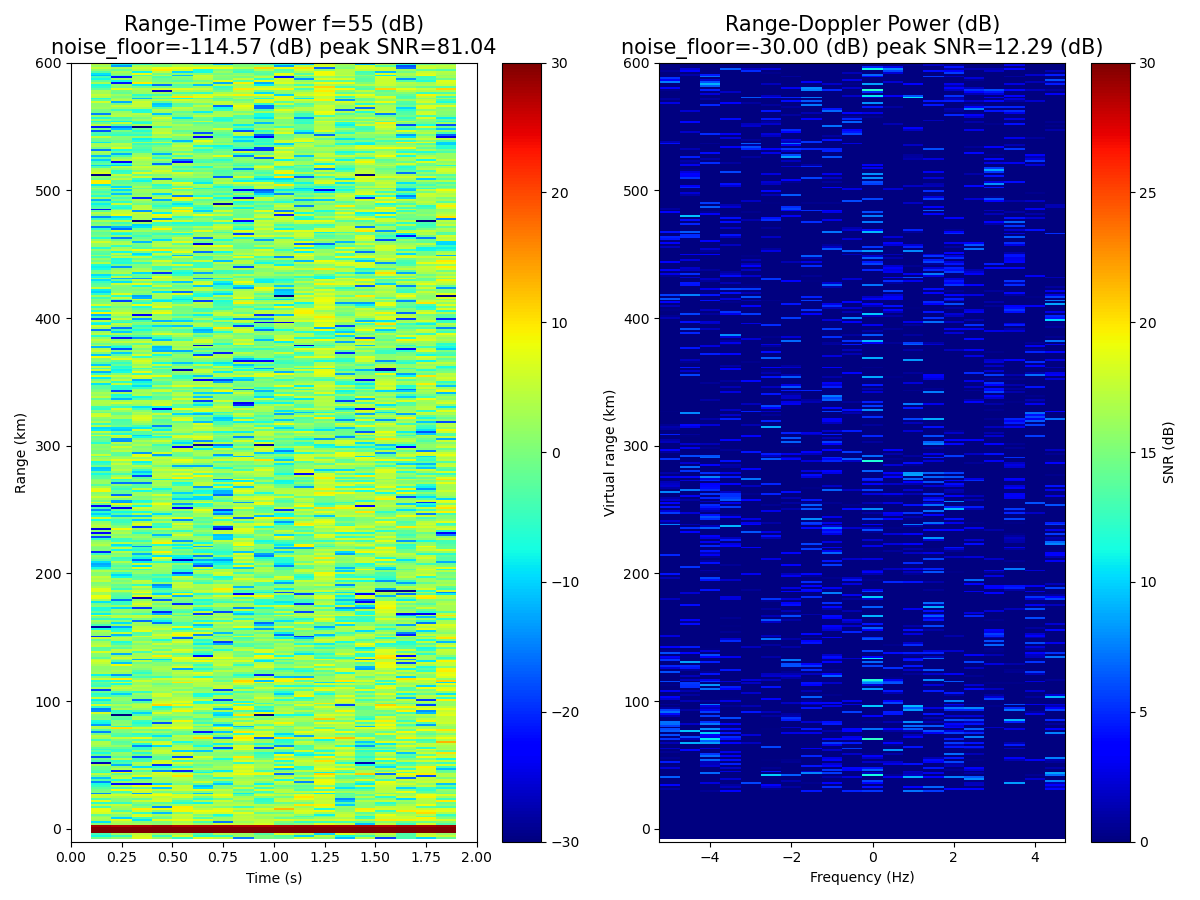 Range-Time Power f=55 (dB)
noise_floor=-114.57 (dB) peak SNR=81.04
Range-Doppler Power (dB)
noise_floor=-30.00 (dB) peak SNR=12.29 (dB)
600
500
400
300
200
100
0
Range (km)
0.00 0.25 0.50 0.75 1.00 1.25 1.50 1.75 2.00
Time (s)
30
20
10
0
−10
−20
−30
600
500
400
300
200
100
0
Virtual range (km)
−4 −2 0 2 4
Frequency (Hz)
30
25
20
15
10
5
0
SNR (dB)